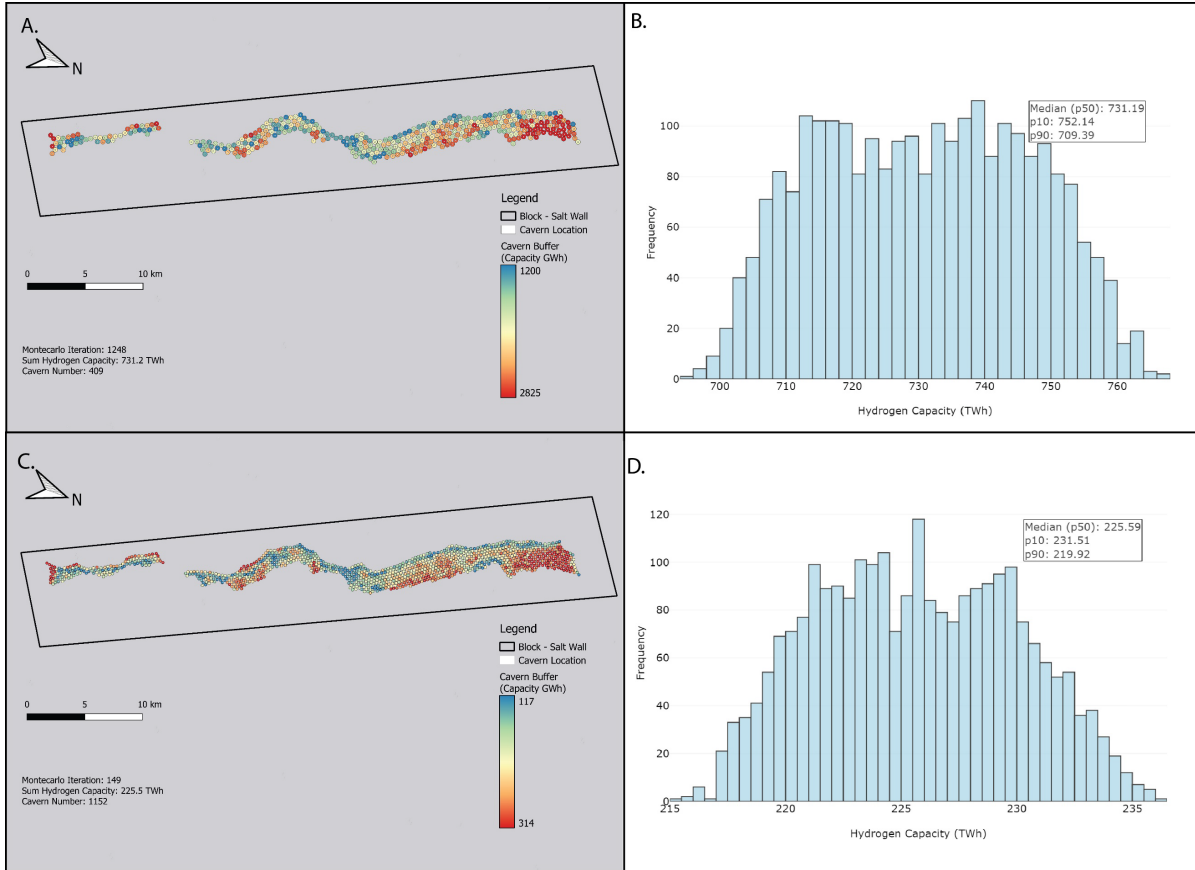 A.
N
Legend
Block - Salt Wall
Cavern Location
Cavern Buffer
(Capacity GWh)
1200
2825
0 5 10 km
Montecarlo Iteration: 1248
Sum Hydrogen Capacity: 731.2 TWh
Cavern Number: 409
B.
Median (p50): 731.19
p10: 752.14
p90: 709.39
Frequency
100
80
60
40
20
0
700 710 720 730 740 750 760
Hydrogen Capacity (TWh)
C.
N
Legend
Block - Salt Wall
Cavern Location
Cavern Buffer
(Capacity GWh)
117
314
0 5 10 km
Montecarlo Iteration: 149
Sum Hydrogen Capacity: 225.5 TWh
Cavern Number: 1152
D.
Median (p50): 225.59
p10: 231.51
p90: 219.92
Frequency
120
100
80
60
40
20
0
215 220 225 230 235
Hydrogen Capacity (TWh)